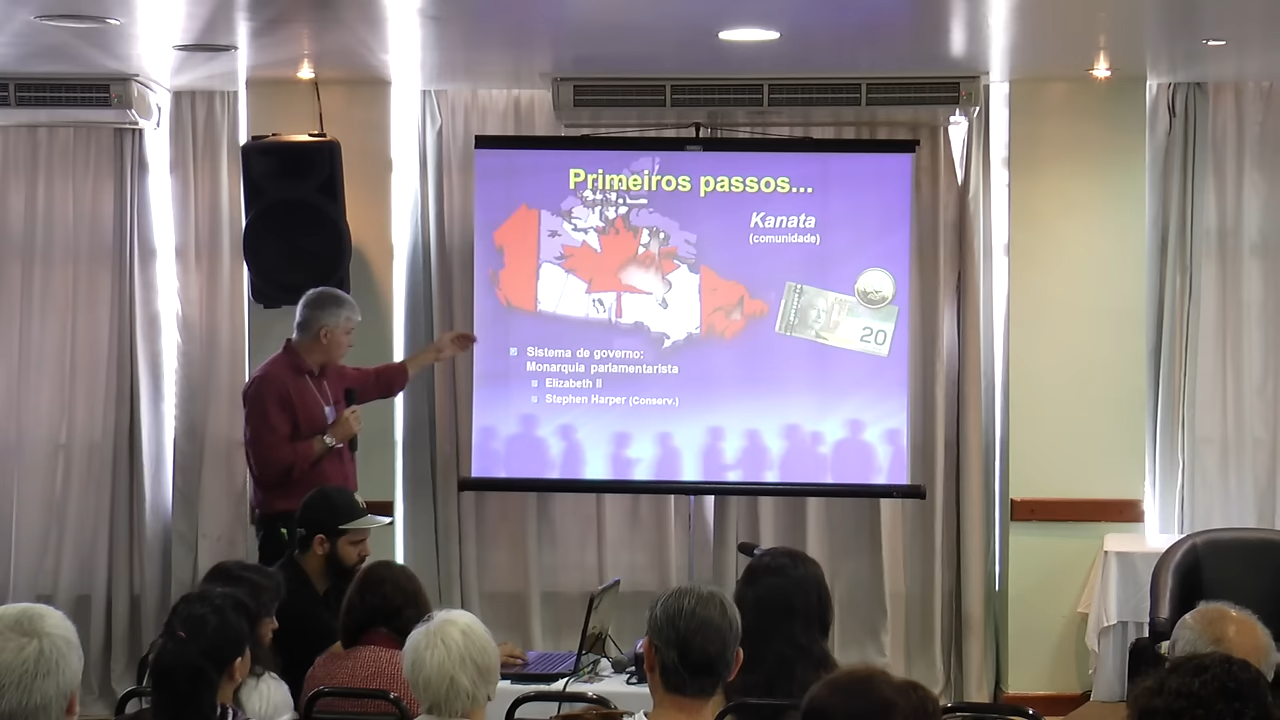 Primeiros passos...
Kanata
(comunidade)
20
Sistema de governo:
Monarquia parlamentarista
Elizabeth II
Stephen Harper (Conserv.)